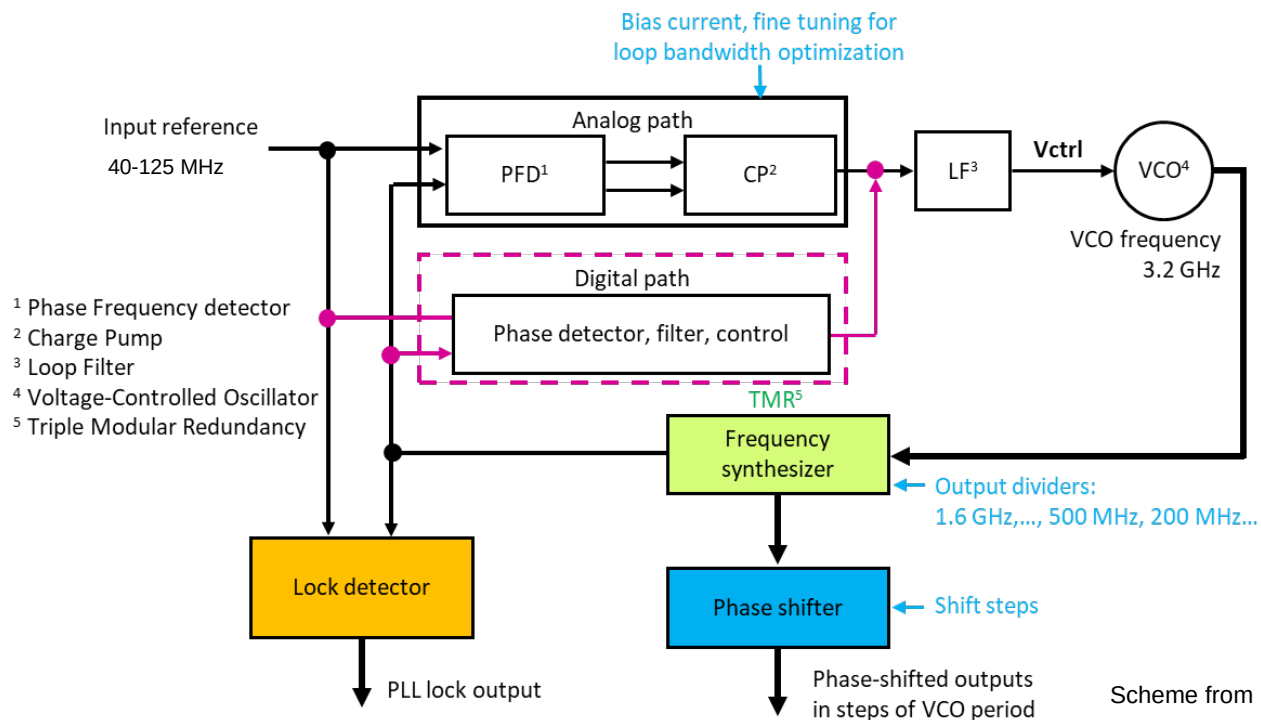 Bias current, fine tuning for
loop bandwidth optimization
Input reference
40-125 MHz
Analog path
PFD¹
CP²
LF³
Vctrl
VCO⁴
VCO frequency
3.2 GHz
Digital path
Phase detector, filter, control
¹ Phase Frequency detector
² Charge Pump
³ Loop Filter
⁴ Voltage-Controlled Oscillator
⁵ Triple Modular Redundancy
TMR⁵
Frequency
synthesizer
Output dividers:
1.6 GHz,..., 500 MHz, 200 MHz...
Lock detector
Phase shifter
Shift steps
PLL lock output
Phase-shifted outputs
in steps of VCO period
Scheme from